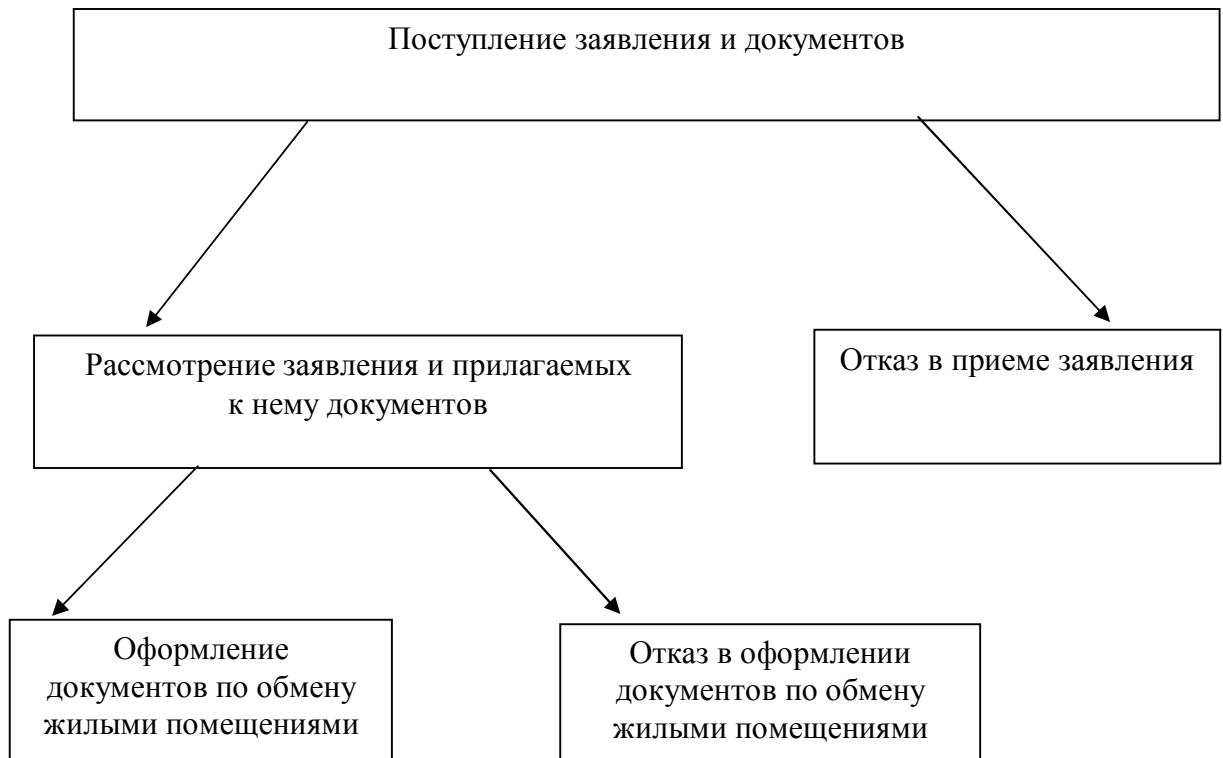 Поступление заявления и документов
Рассмотрение заявления и прилагаемых
к нему документов
Отказ в приеме заявления
Оформление
документов по обмену
жилыми помещениями
Отказ в оформлении
документов по обмену
жилыми помещениями